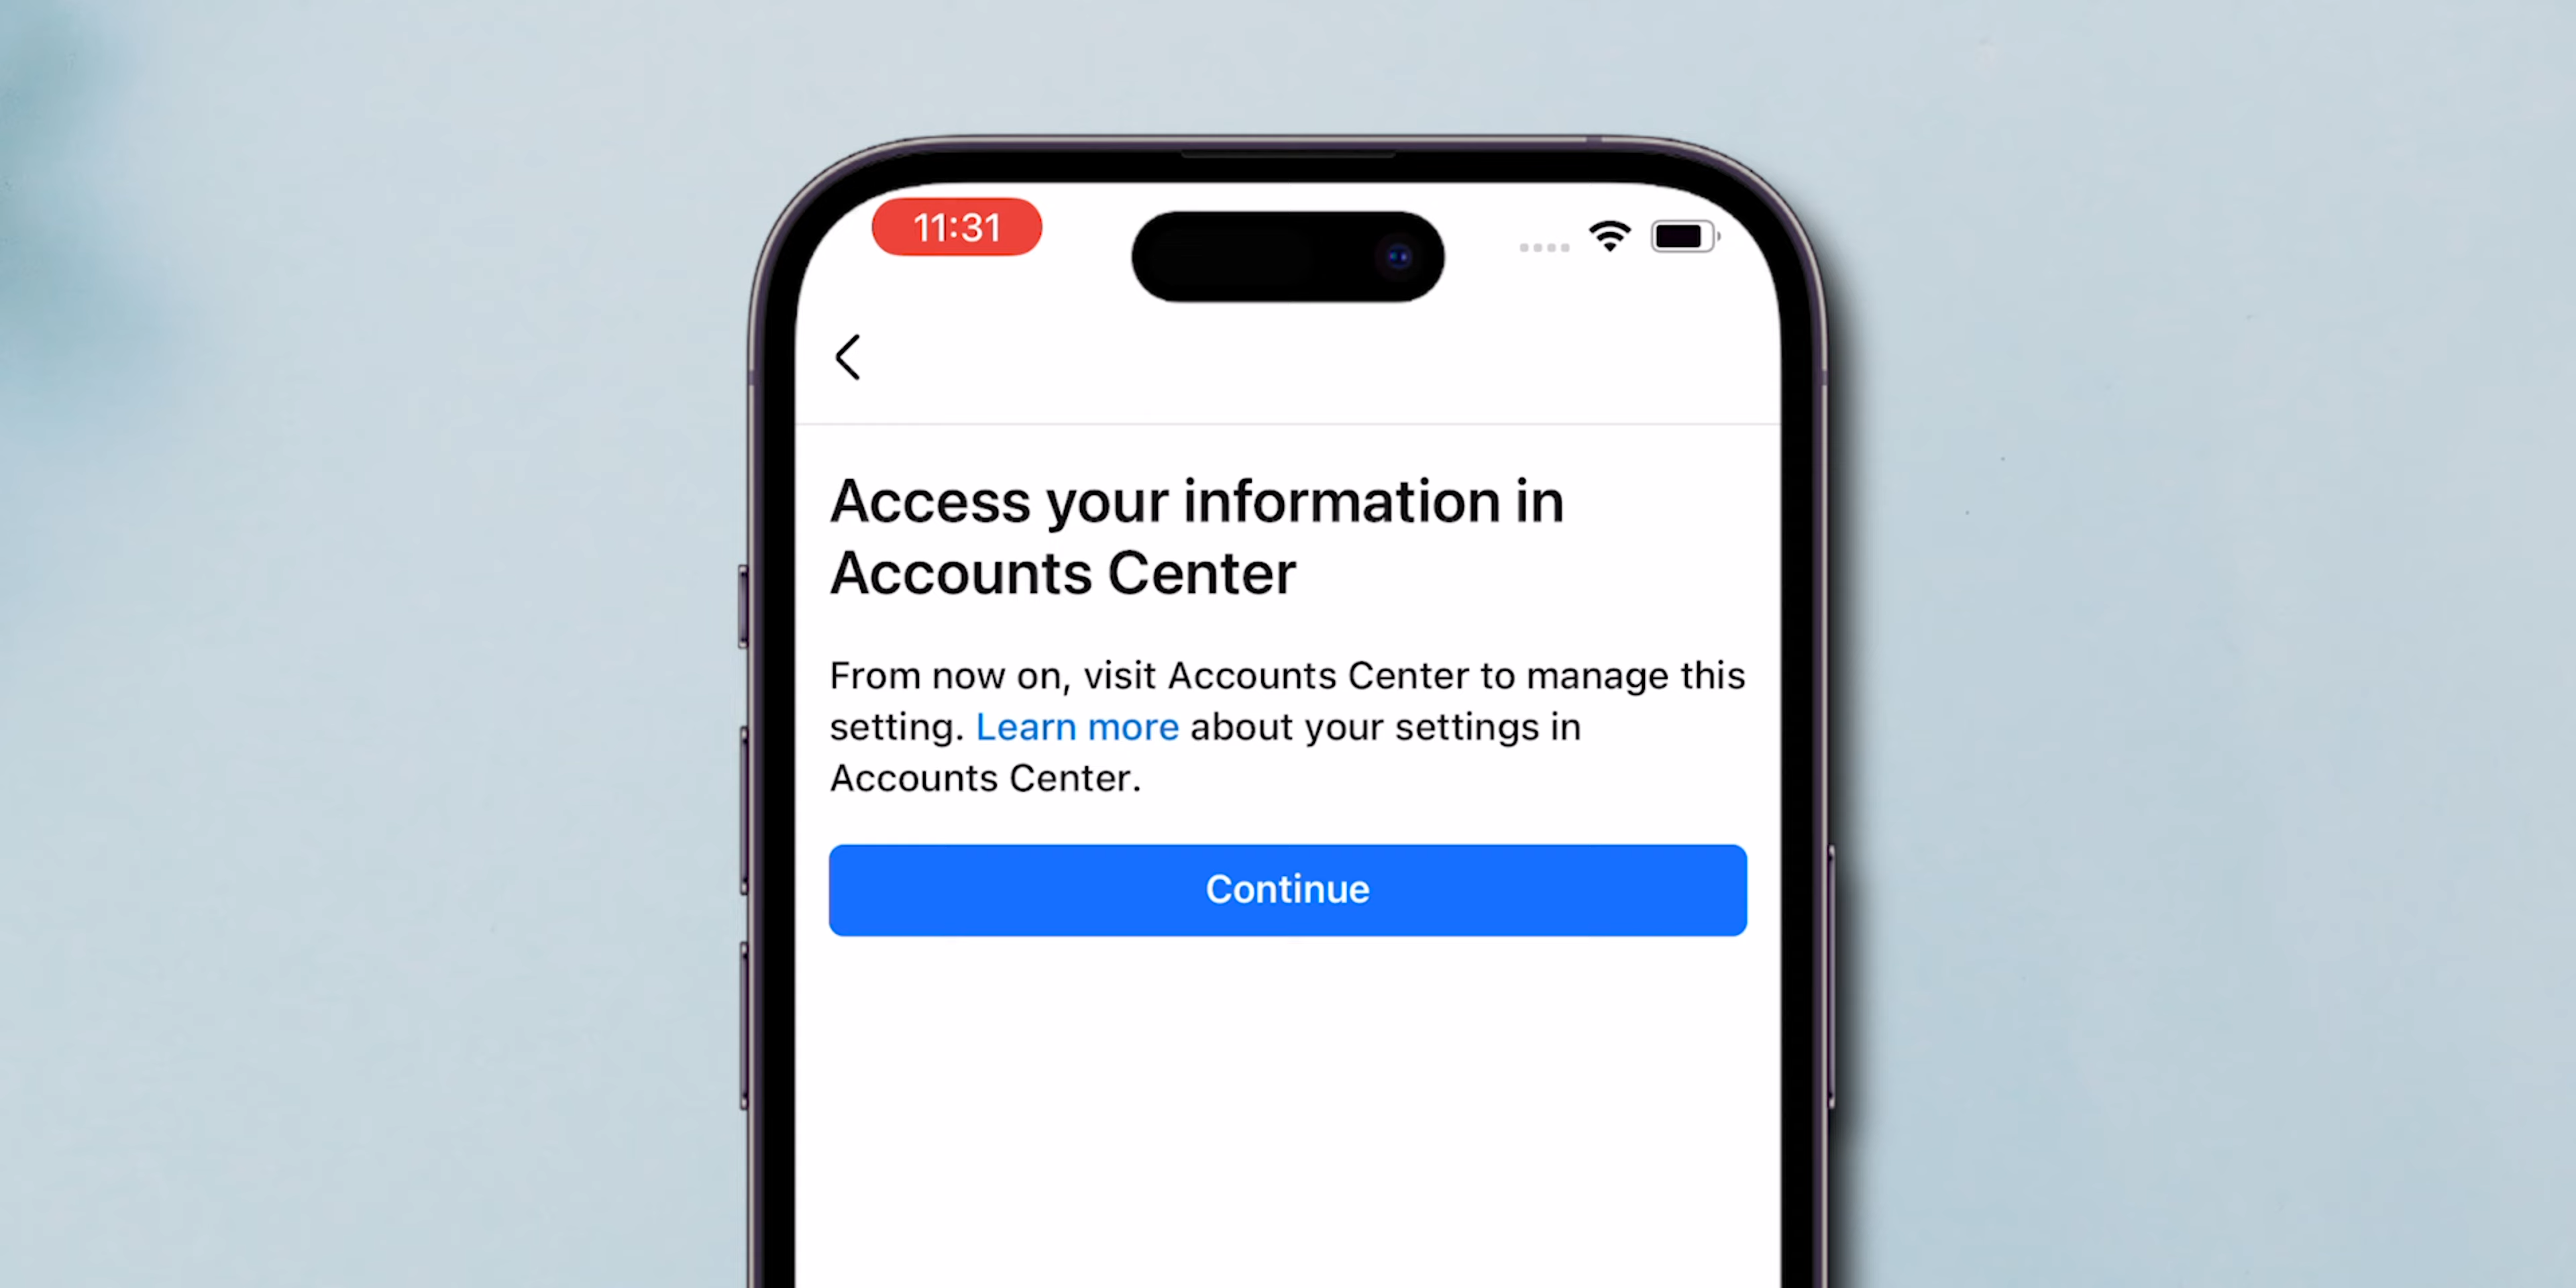 11:31
Access your information in
Accounts Center
From now on, visit Accounts Center to manage this
setting. Learn more about your settings in
Accounts Center.
Continue